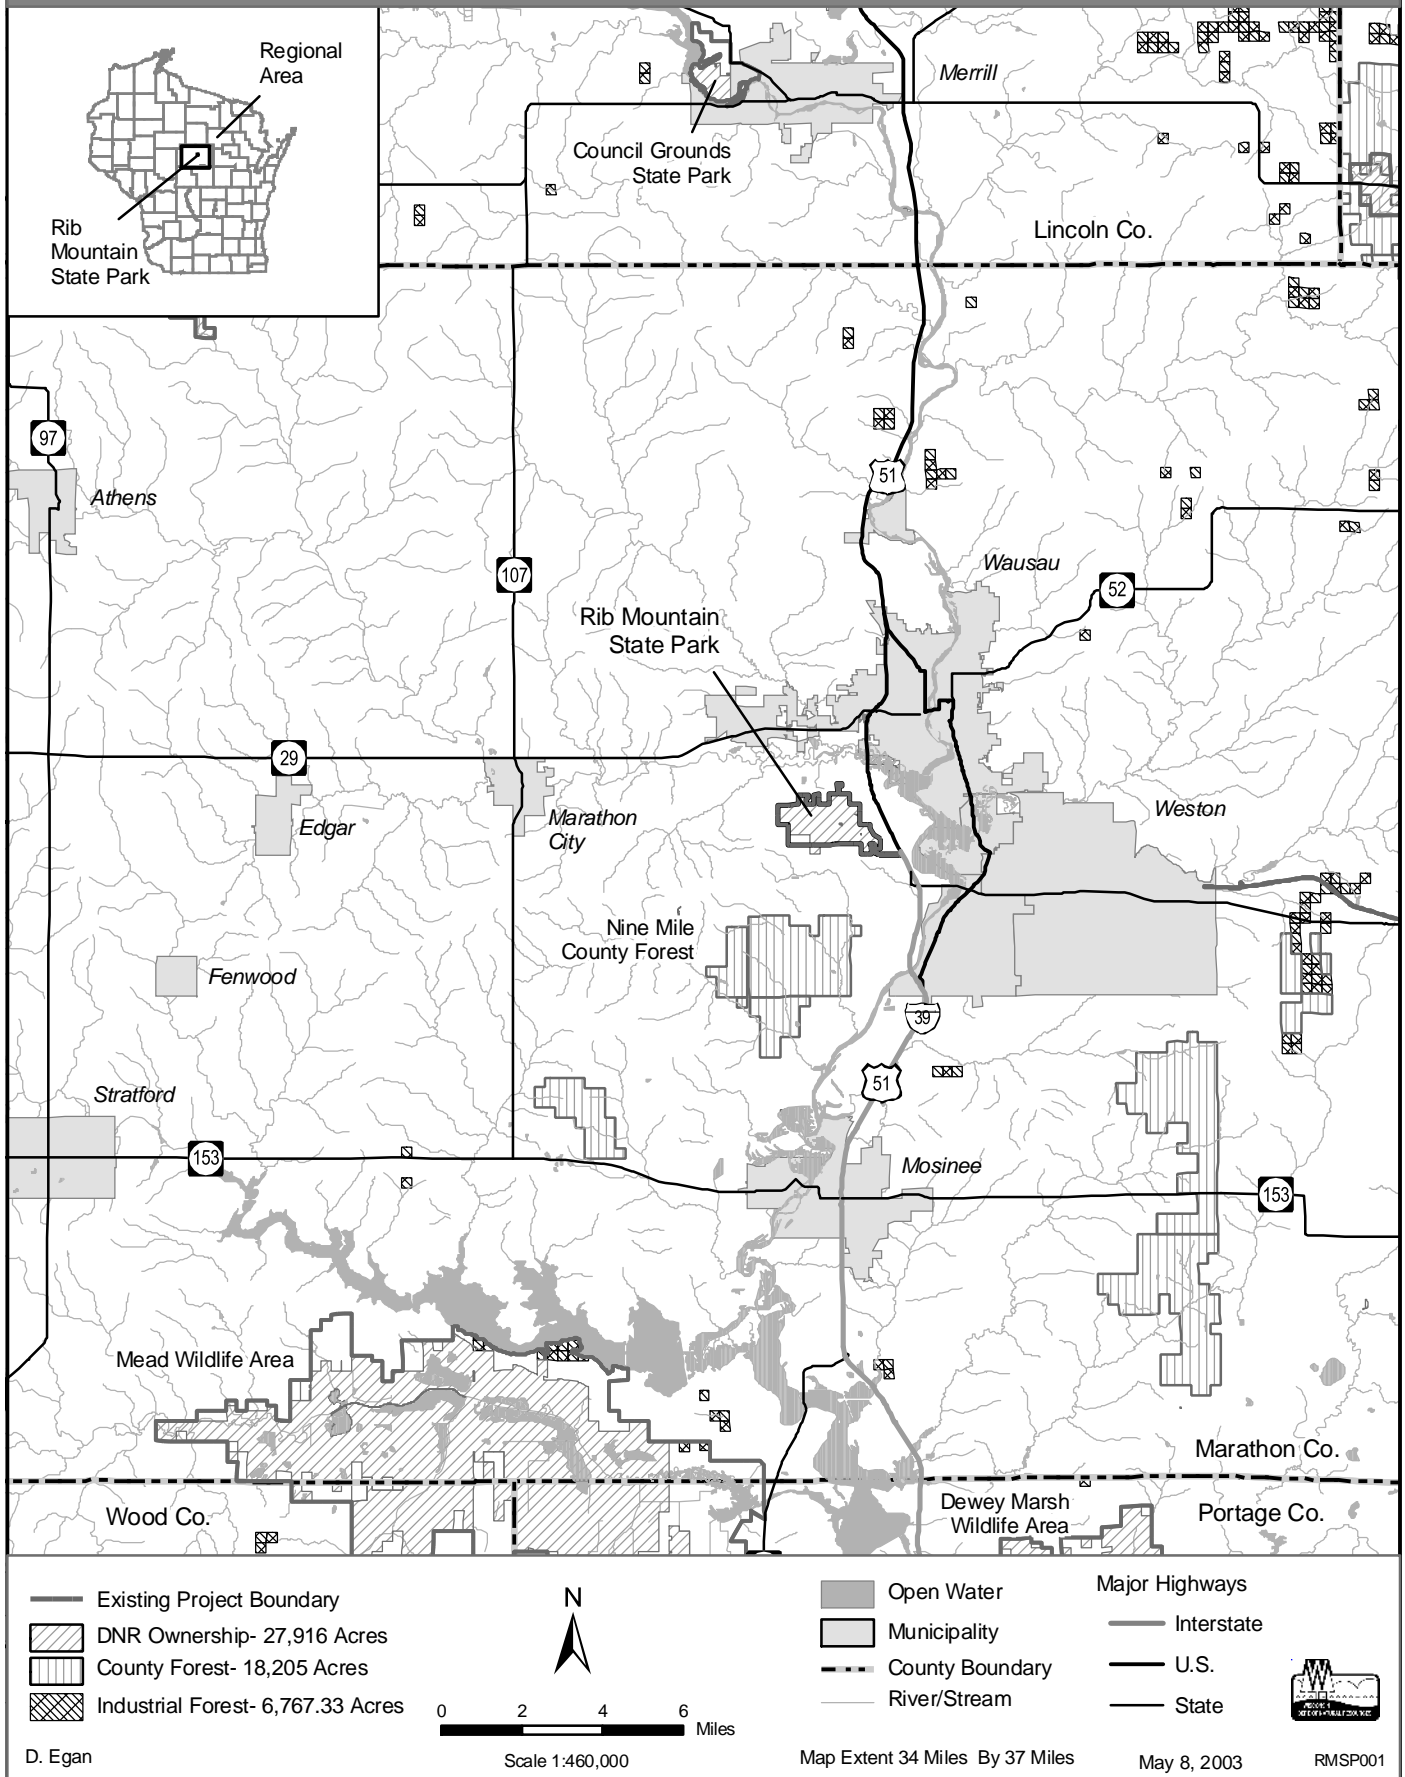 Regional
Area
Rib
Mountain
State Park
Merrill
Council Grounds
State Park
Lincoln Co.
97
Athens
51
107
Wausau
52
Rib Mountain
State Park
29
Edgar
Marathon
City
Weston
Nine Mile
County Forest
Fenwood
39
51
Stratford
153
Mosinee
153
Mead Wildlife Area
Marathon Co.
Wood Co.
Dewey Marsh
Wildlife Area
Portage Co.
Existing Project Boundary
DNR Ownership- 27,916 Acres
County Forest- 18,205 Acres
Industrial Forest- 6,767.33 Acres
D. Egan
N
0 2 4 6
Miles
Scale 1:460,000
Open Water
Municipality
County Boundary
River/Stream
Major Highways
Interstate
U.S.
State
Map Extent 34 Miles By 37 Miles
May 8, 2003
RMSP001